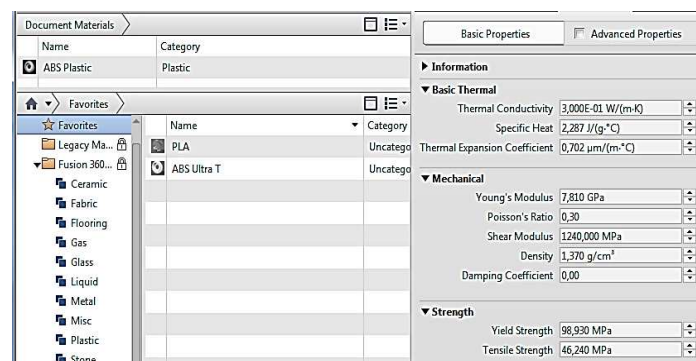 Document Materials
Name Category
ABS Plastic Plastic
Favorites
Favorites
Legacy Ma...
Fusion 360...
Ceramic
Fabric
Flooring
Gas
Glass
Liquid
Metal
Misc
Plastic
Stone
Name Category
PLA Uncatego
ABS Ultra T Uncatego
Basic Properties Advanced Properties
Information
Basic Thermal
Thermal Conductivity 3,000E-01 W/(m·K)
Specific Heat 2,287 J/(g·°C)
Thermal Expansion Coefficient 0,702 µm/(m·°C)
Mechanical
Young's Modulus 7,810 GPa
Poisson's Ratio 0,30
Shear Modulus 1240,000 MPa
Density 1,370 g/cm³
Damping Coefficient 0,00
Strength
Yield Strength 98,930 MPa
Tensile Strength 46,240 MPa